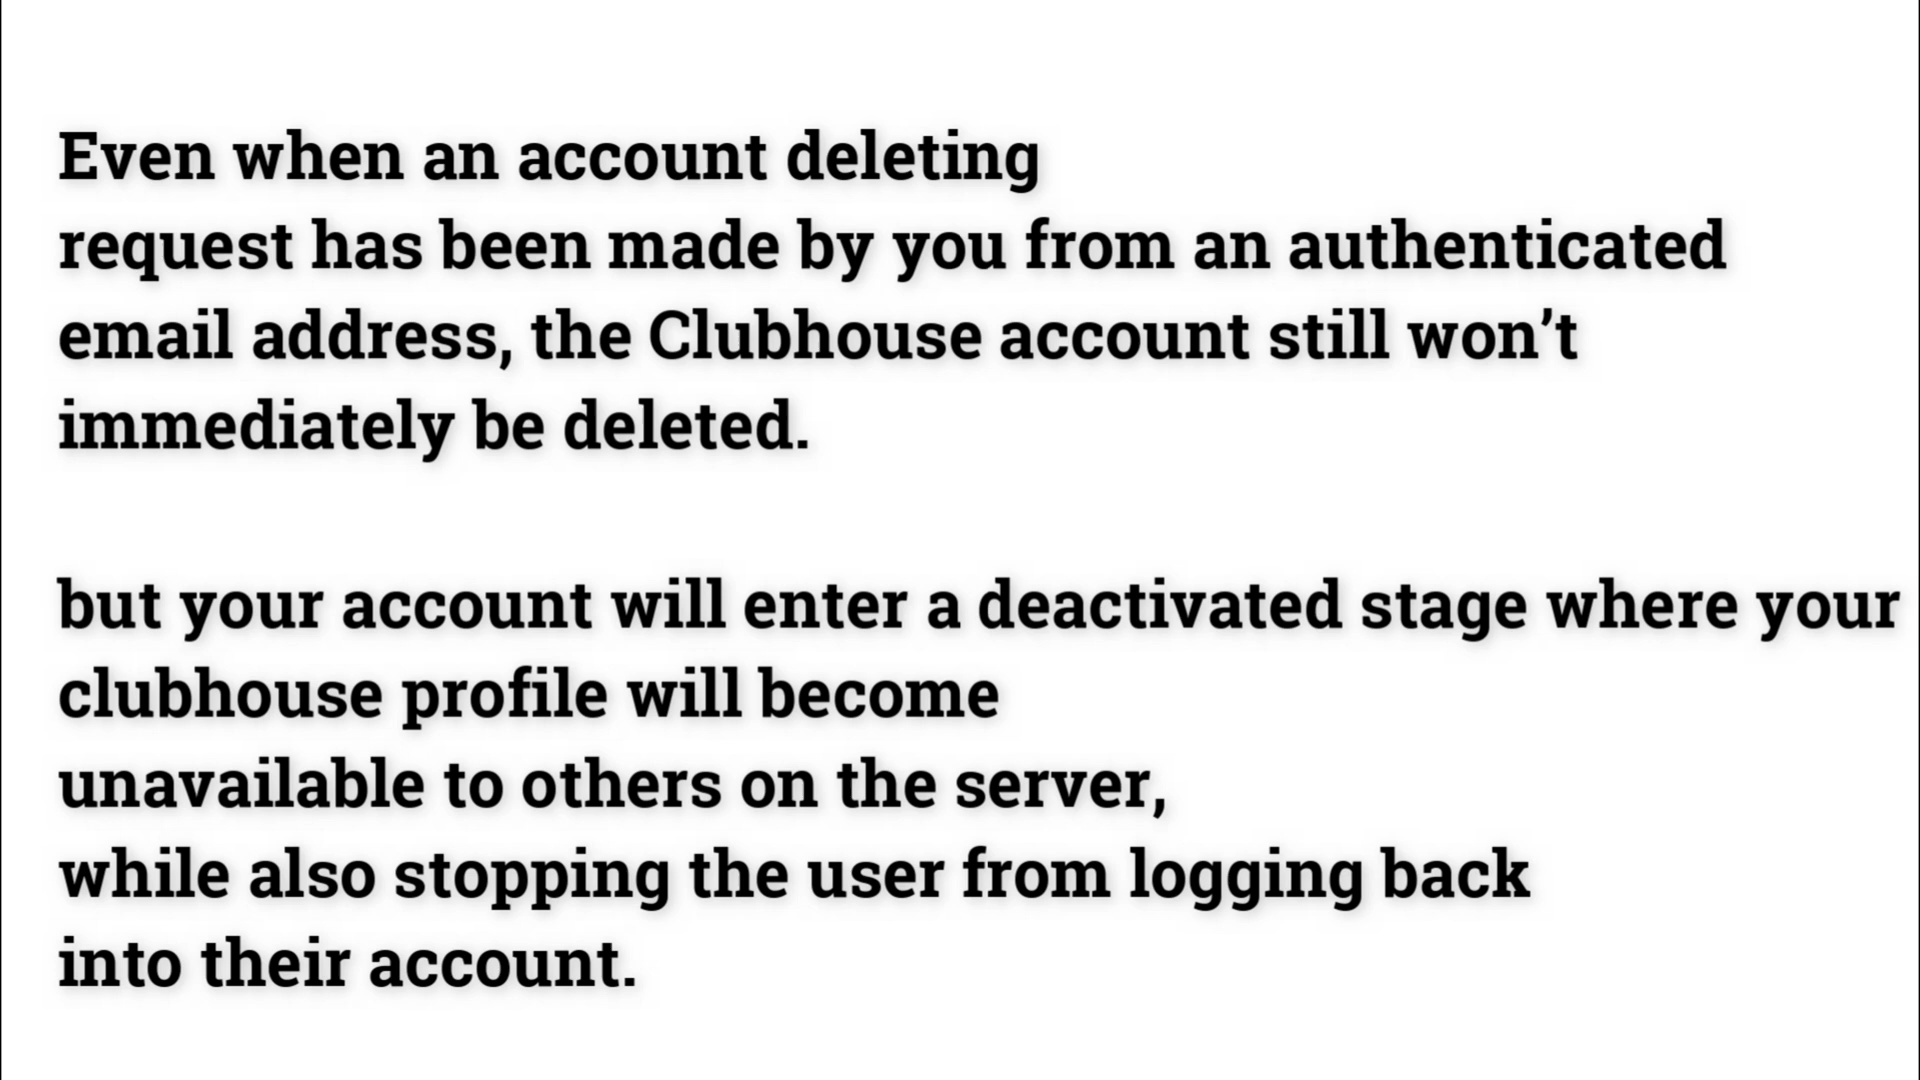 Even when an account deleting
request has been made by you from an authenticated
email address, the Clubhouse account still won’t
immediately be deleted.
but your account will enter a deactivated stage where your
clubhouse profile will become
unavailable to others on the server,
while also stopping the user from logging back
into their account.